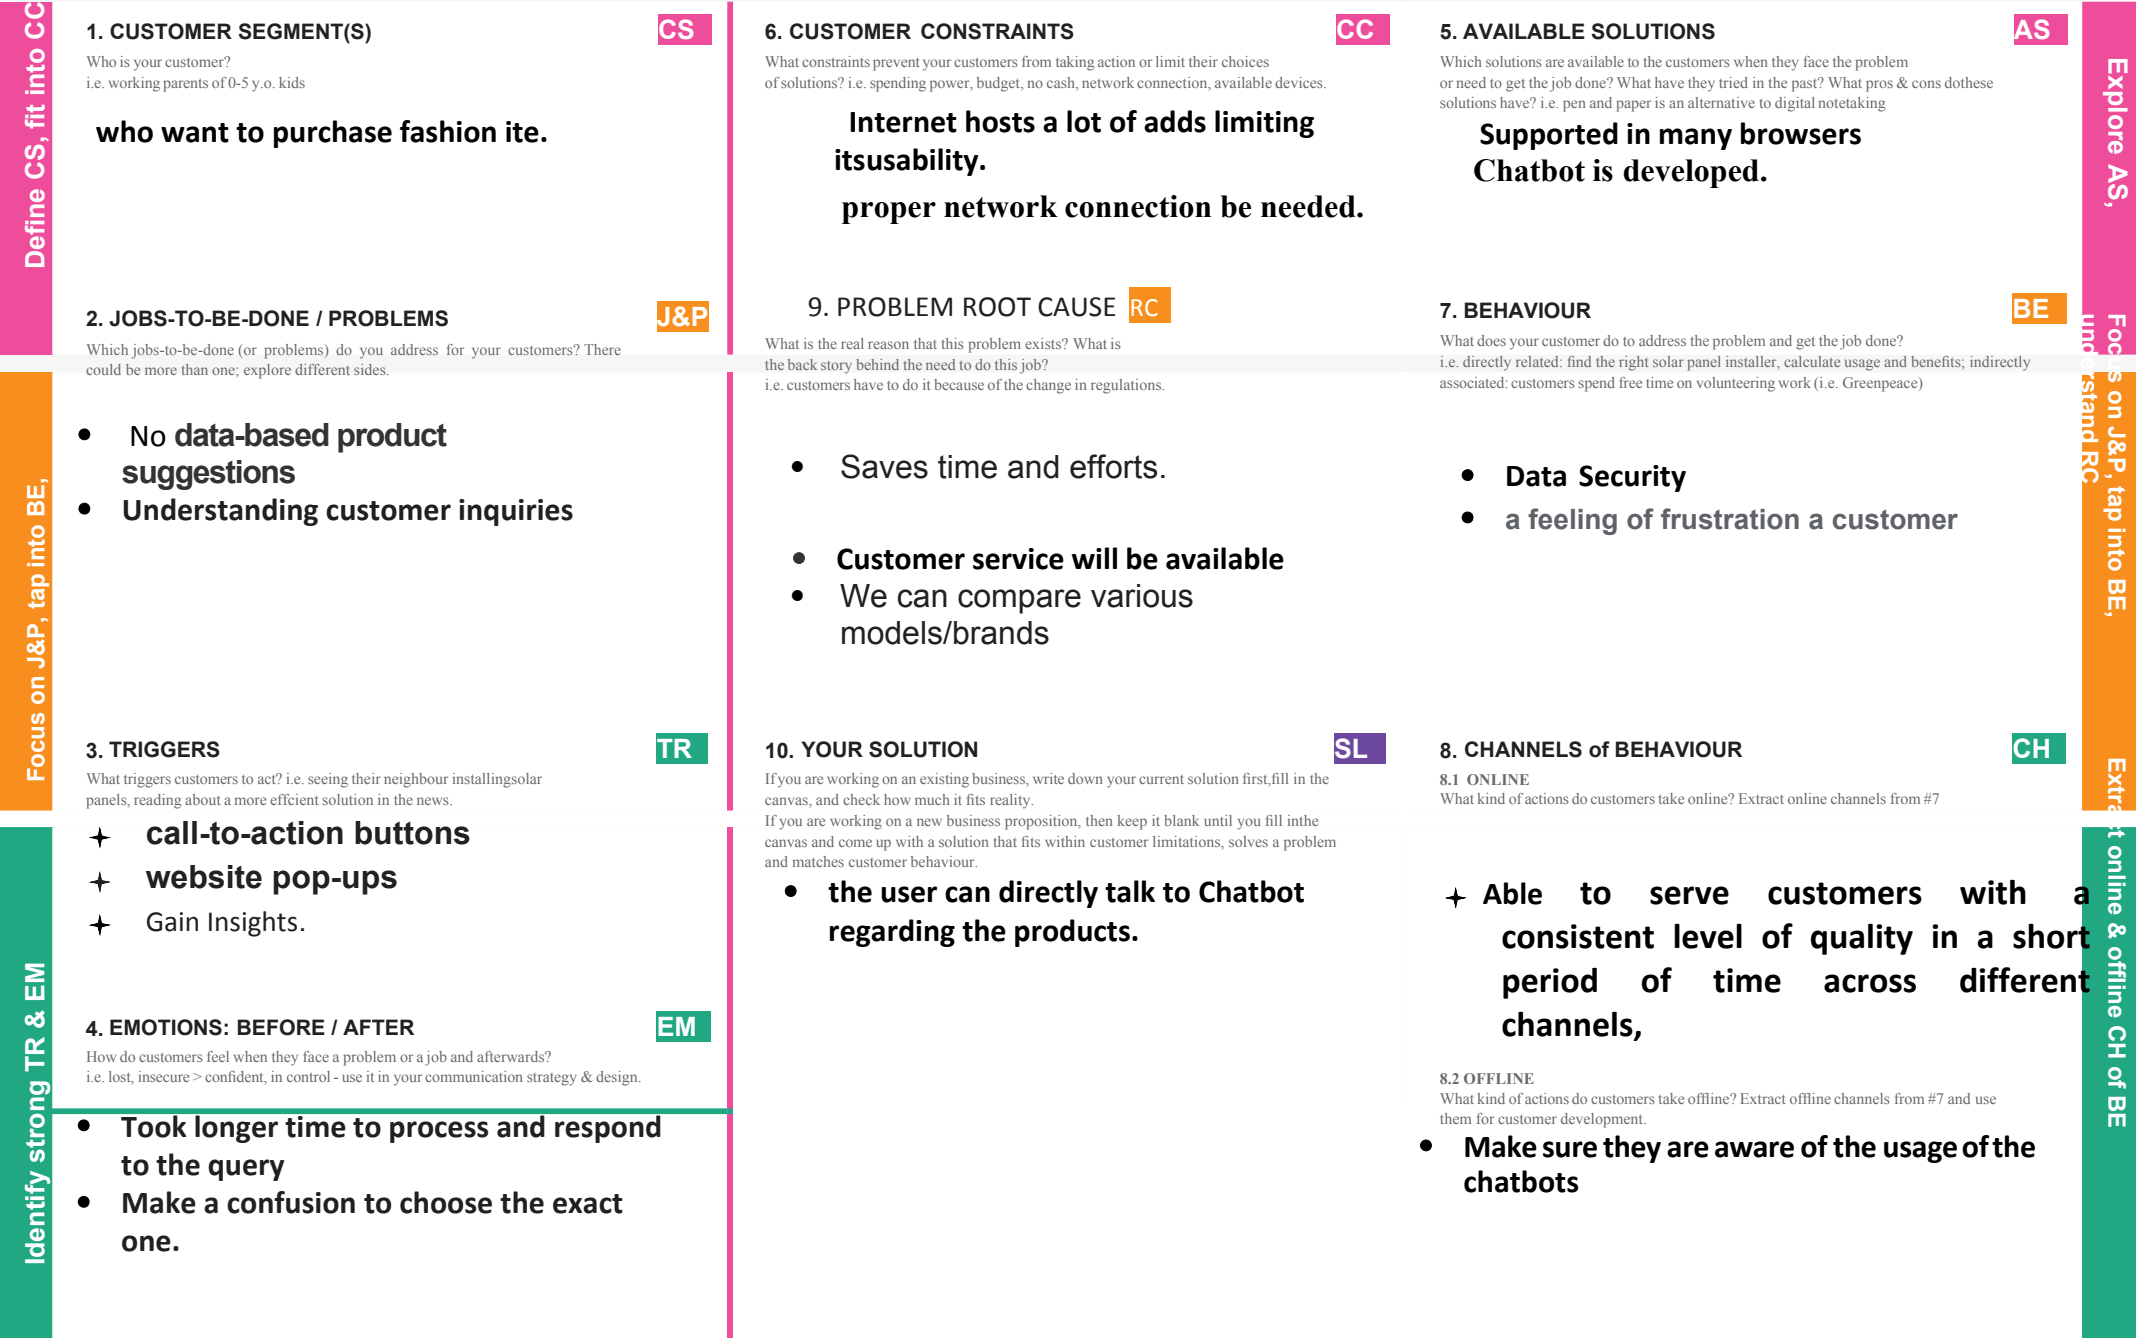 Define CS, fit into CC
1. CUSTOMER SEGMENT(S)
CS
Who is your customer?
i.e. working parents of 0-5 y.o. kids
who want to purchase fashion ite.
6. CUSTOMER CONSTRAINTS
CC
What constraints prevent your customers from taking action or limit their choices
of solutions? i.e. spending power, budget, no cash, network connection, available devices.
Internet hosts a lot of adds limiting
itsusability.
proper network connection be needed.
5. AVAILABLE SOLUTIONS
AS
Which solutions are available to the customers when they face the problem
or need to get the job done? What have they tried in the past? What pros & cons dothese
solutions have? i.e. pen and paper is an alternative to digital notetaking
Supported in many browsers
Chatbot is developed.
Explore AS,
Focus on J&P, tap into BE,
2. JOBS-TO-BE-DONE / PROBLEMS
J&P
Which jobs-to-be-done (or problems) do you address for your customers? There
could be more than one; explore different sides.
• No data-based product
suggestions
• Understanding customer inquiries
9. PROBLEM ROOT CAUSE
RC
What is the real reason that this problem exists? What is
the back story behind the need to do this job?
i.e. customers have to do it because of the change in regulations.
• Saves time and efforts.
• Customer service will be available
• We can compare various
models/brands
7. BEHAVIOUR
BE
What does your customer do to address the problem and get the job done?
i.e. directly related: find the right solar panel installer, calculate usage and benefits; indirectly
associated: customers spend free time on volunteering work (i.e. Greenpeace)
• Data Security
• a feeling of frustration a customer
Focus on J&P, tap into BE,
understand RC
Identify strong TR & EM
3. TRIGGERS
TR
What triggers customers to act? i.e. seeing their neighbour installingsolar
panels, reading about a more effcient solution in the news.
call-to-action buttons
website pop-ups
Gain Insights.
4. EMOTIONS: BEFORE / AFTER
EM
How do customers feel when they face a problem or a job and afterwards?
i.e. lost, insecure > confident, in control - use it in your communication strategy & design.
• Took longer time to process and respond
to the query
• Make a confusion to choose the exact
one.
10. YOUR SOLUTION
SL
If you are working on an existing business, write down your current solution first,fill in the
canvas, and check how much it fits reality.
If you are working on a new business proposition, then keep it blank until you fill inthe
canvas and come up with a solution that fits within customer limitations, solves a problem
and matches customer behaviour.
• the user can directly talk to Chatbot
regarding the products.
8. CHANNELS of BEHAVIOUR
CH
8.1 ONLINE
What kind of actions do customers take online? Extract online channels from #7
Able to serve customers with a
consistent level of quality in a short
period of time across different
channels,
8.2 OFFLINE
What kind of actions do customers take offline? Extract offline channels from #7 and use
them for customer development.
• Make sure they are aware of the usage of the
chatbots
Extract online & offline CH of BE